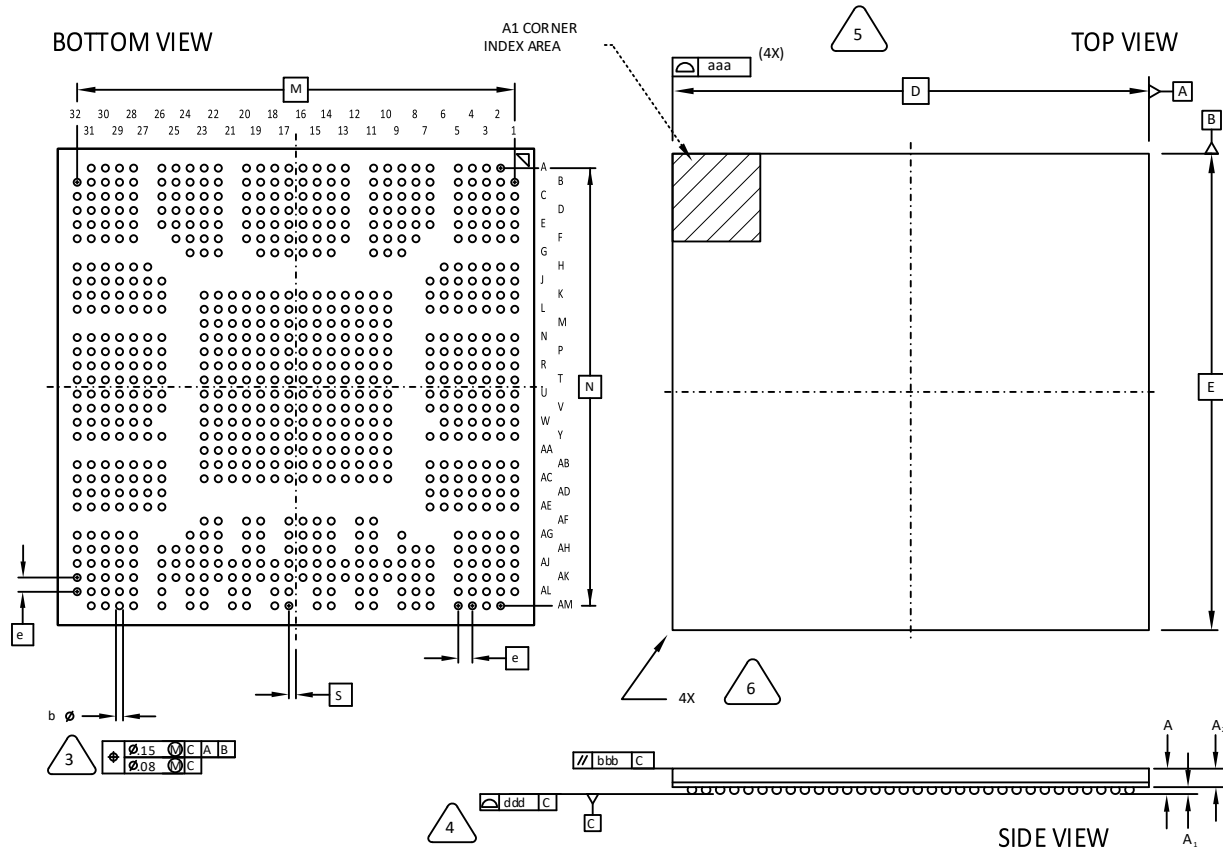 BOTTOM VIEW
A1 CORNER
INDEX AREA
5
TOP VIEW
aaa
(4X)
M
D
A
B
32 30 28 26 24 22 20 18 16 14 12 10 8 6 4 2
31 29 27 25 23 21 19 17 15 13 11 9 7 5 3 1
A
B
C
D
E
F
G
H
J
K
L
M
N
P
R
T
U
V
W
Y
AA
AB
AC
AD
AE
AF
AG
AH
AJ
AK
AL
AM
N
E
e
e
S
4X
6
b Ø
3
⌖ Ø.15 Ⓜ C A B
Ø.08 Ⓜ C
// bbb C
A
4
ddd C
C
A₁
SIDE VIEW